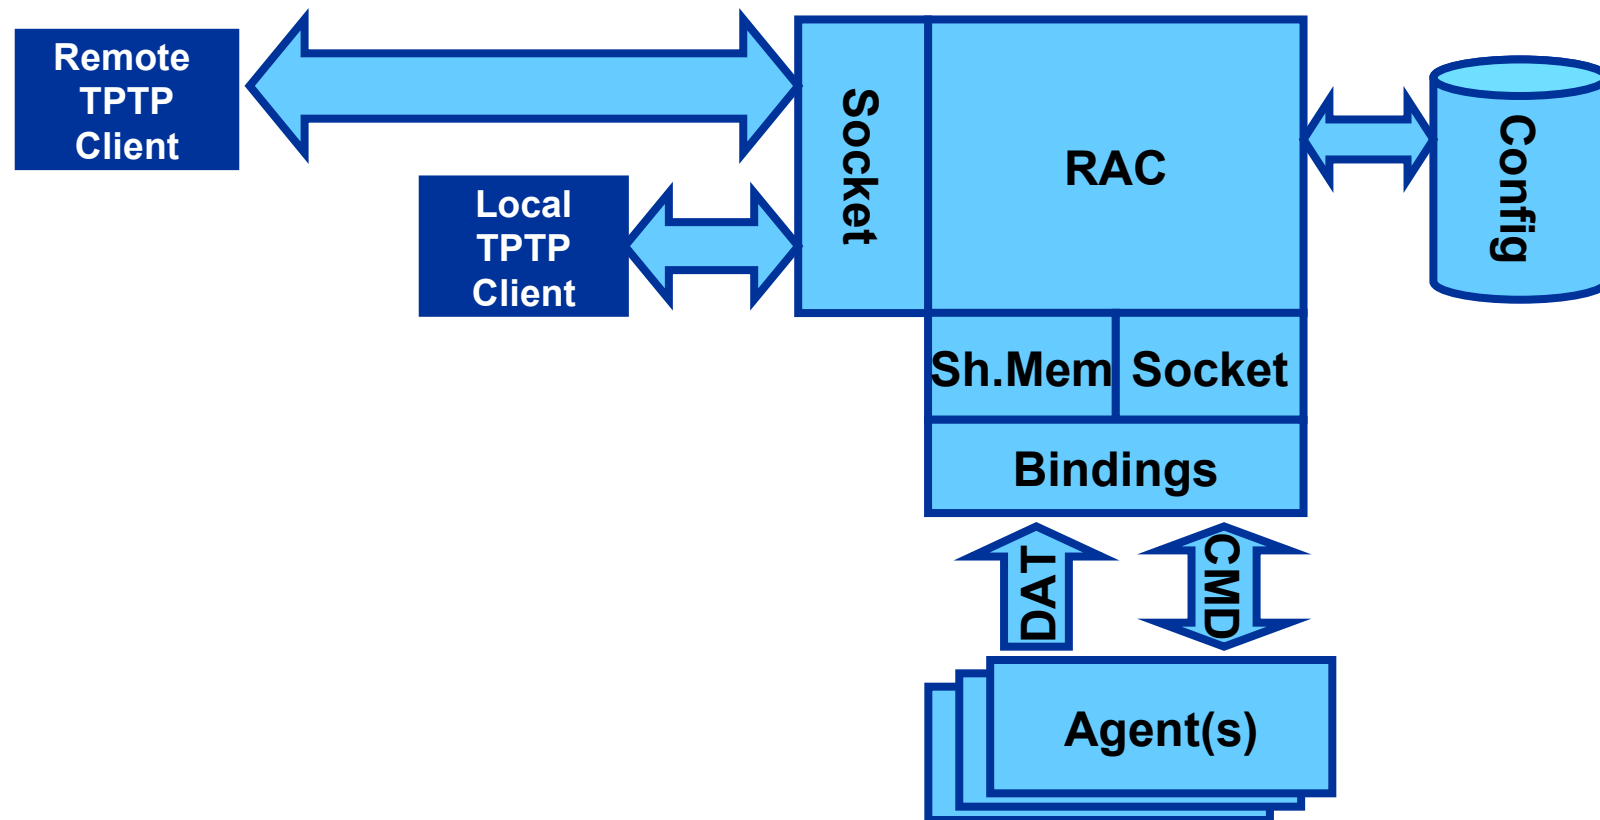 Remote
TPTP
Client
Local
TPTP
Client
Socket
RAC
Config
Sh.Mem
Socket
Bindings
DAT
CMD
Agent(s)